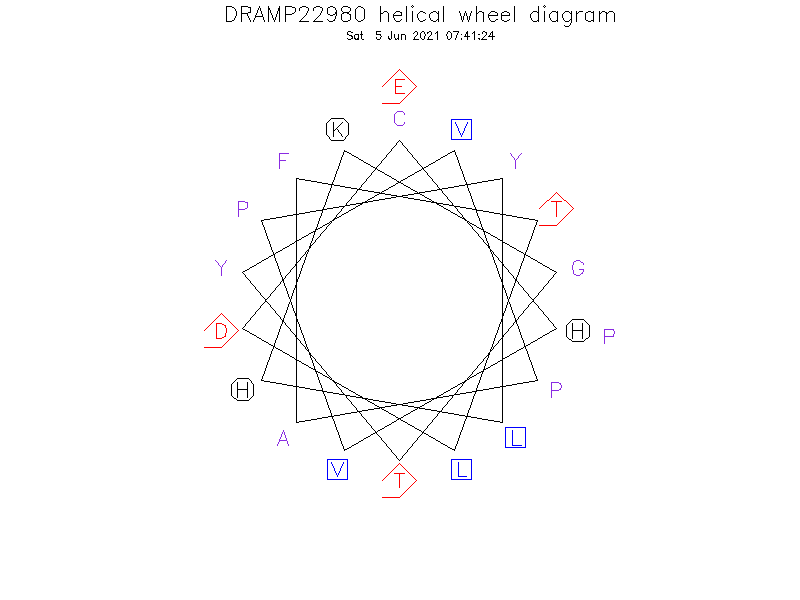 DRAMP22980 helical wheel diagram
Sat 5 Jun 2021 07:41:24
E
K C V
F Y
P T
Y G
D H P
H P
A L
V T L